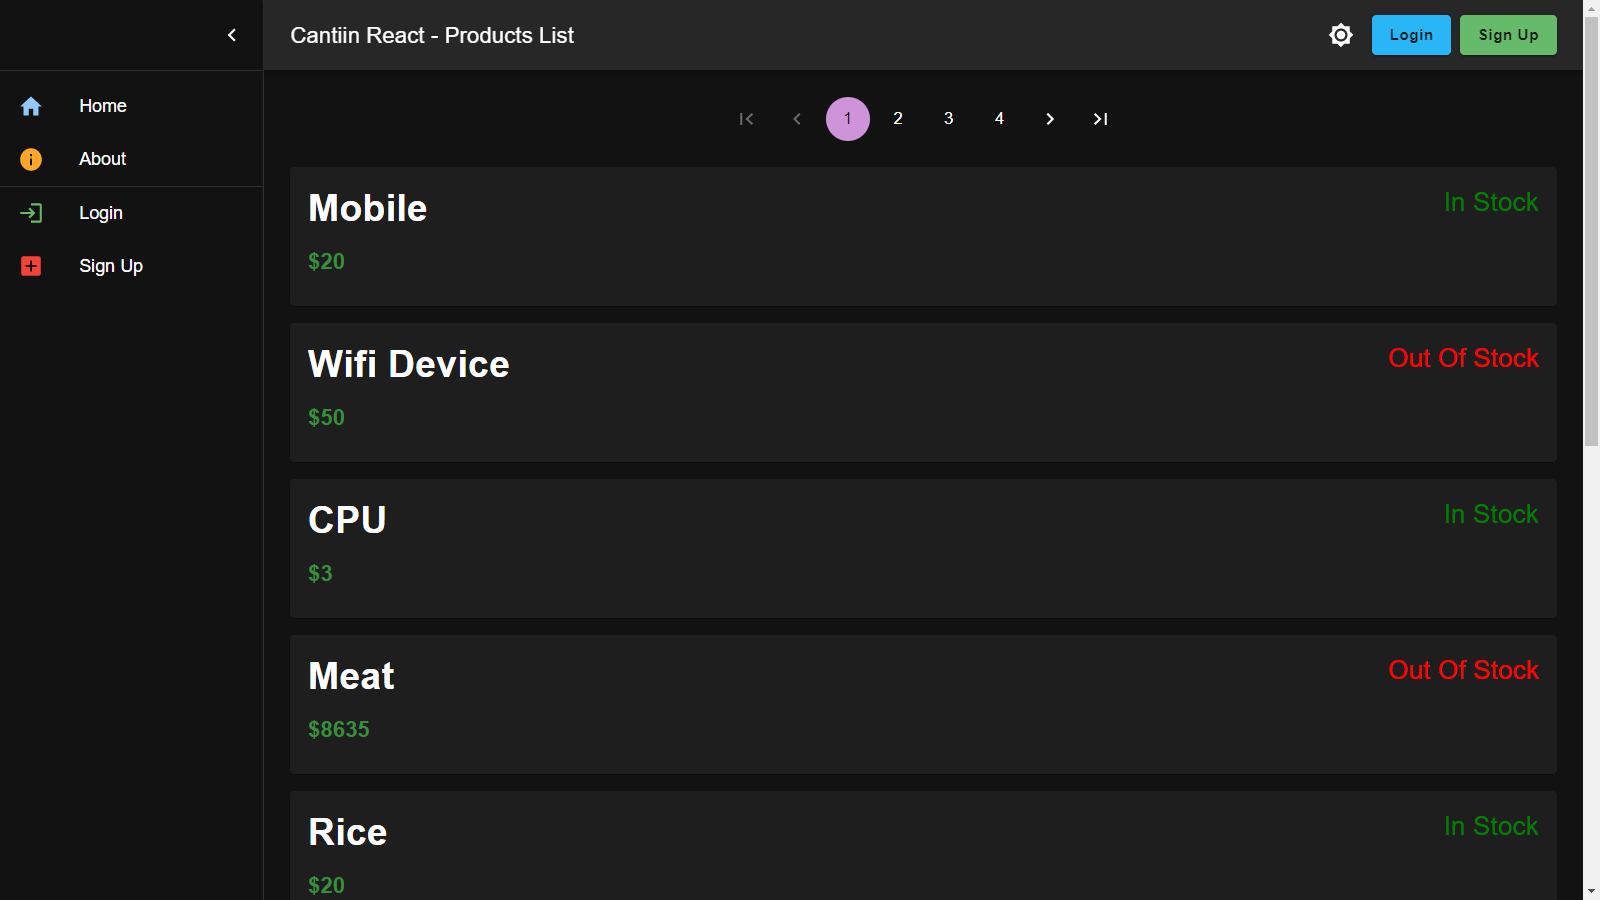 Cantiin React - Products List
Login
Sign Up
Home
About
Login
Sign Up
1 2 3 4
Mobile
In Stock
$20
Wifi Device
Out Of Stock
$50
CPU
In Stock
$3
Meat
Out Of Stock
$8635
Rice
In Stock
$20